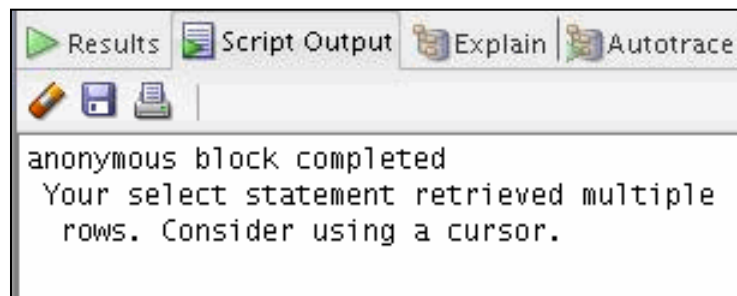 Results Script Output Explain Autotrace
anonymous block completed
Your select statement retrieved multiple
rows. Consider using a cursor.